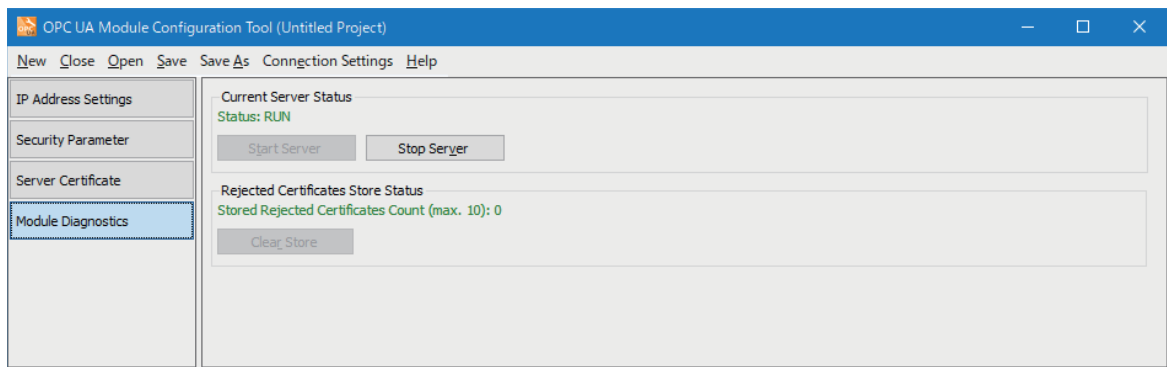 OPC UA Module Configuration Tool (Untitled Project)
New Close Open Save Save As Connection Settings Help
IP Address Settings
Security Parameter
Server Certificate
Module Diagnostics
Current Server Status
Status: RUN
Start Server Stop Server
Rejected Certificates Store Status
Stored Rejected Certificates Count (max. 10): 0
Clear Store